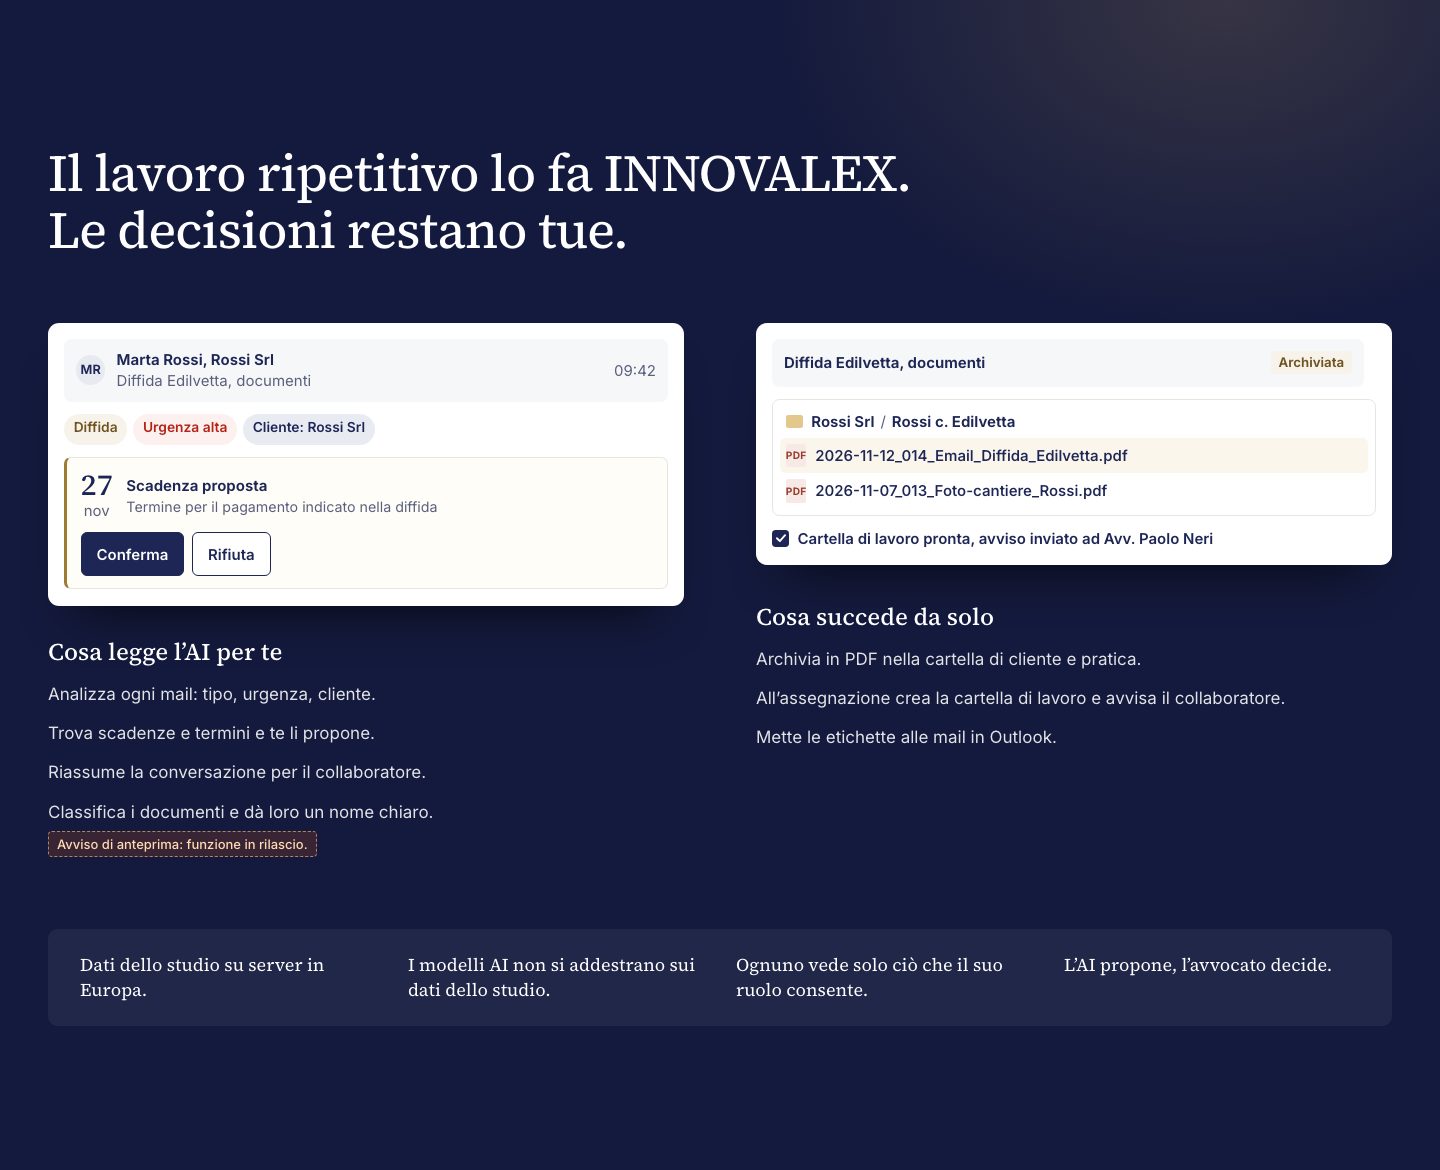 Il lavoro ripetitivo lo fa INNOVALEX.
Le decisioni restano tue.
MR
Marta Rossi, Rossi Srl
Diffida Edilvetta, documenti
09:42
Diffida
Urgenza alta
Cliente: Rossi Srl
27
nov
Scadenza proposta
Termine per il pagamento indicato nella diffida
Conferma
Rifiuta
Cosa legge l’AI per te
Analizza ogni mail: tipo, urgenza, cliente.
Trova scadenze e termini e te li propone.
Riassume la conversazione per il collaboratore.
Classifica i documenti e dà loro un nome chiaro.
Avviso di anteprima: funzione in rilascio.
Diffida Edilvetta, documenti
Archiviata
Rossi Srl / Rossi c. Edilvetta
PDF 2026-11-12_014_Email_Diffida_Edilvetta.pdf
PDF 2026-11-07_013_Foto-cantiere_Rossi.pdf
Cartella di lavoro pronta, avviso inviato ad Avv. Paolo Neri
Cosa succede da solo
Archivia in PDF nella cartella di cliente e pratica.
All’assegnazione crea la cartella di lavoro e avvisa il collaboratore.
Mette le etichette alle mail in Outlook.
Dati dello studio su server in
Europa.
I modelli AI non si addestrano sui
dati dello studio.
Ognuno vede solo ciò che il suo
ruolo consente.
L’AI propone, l’avvocato decide.